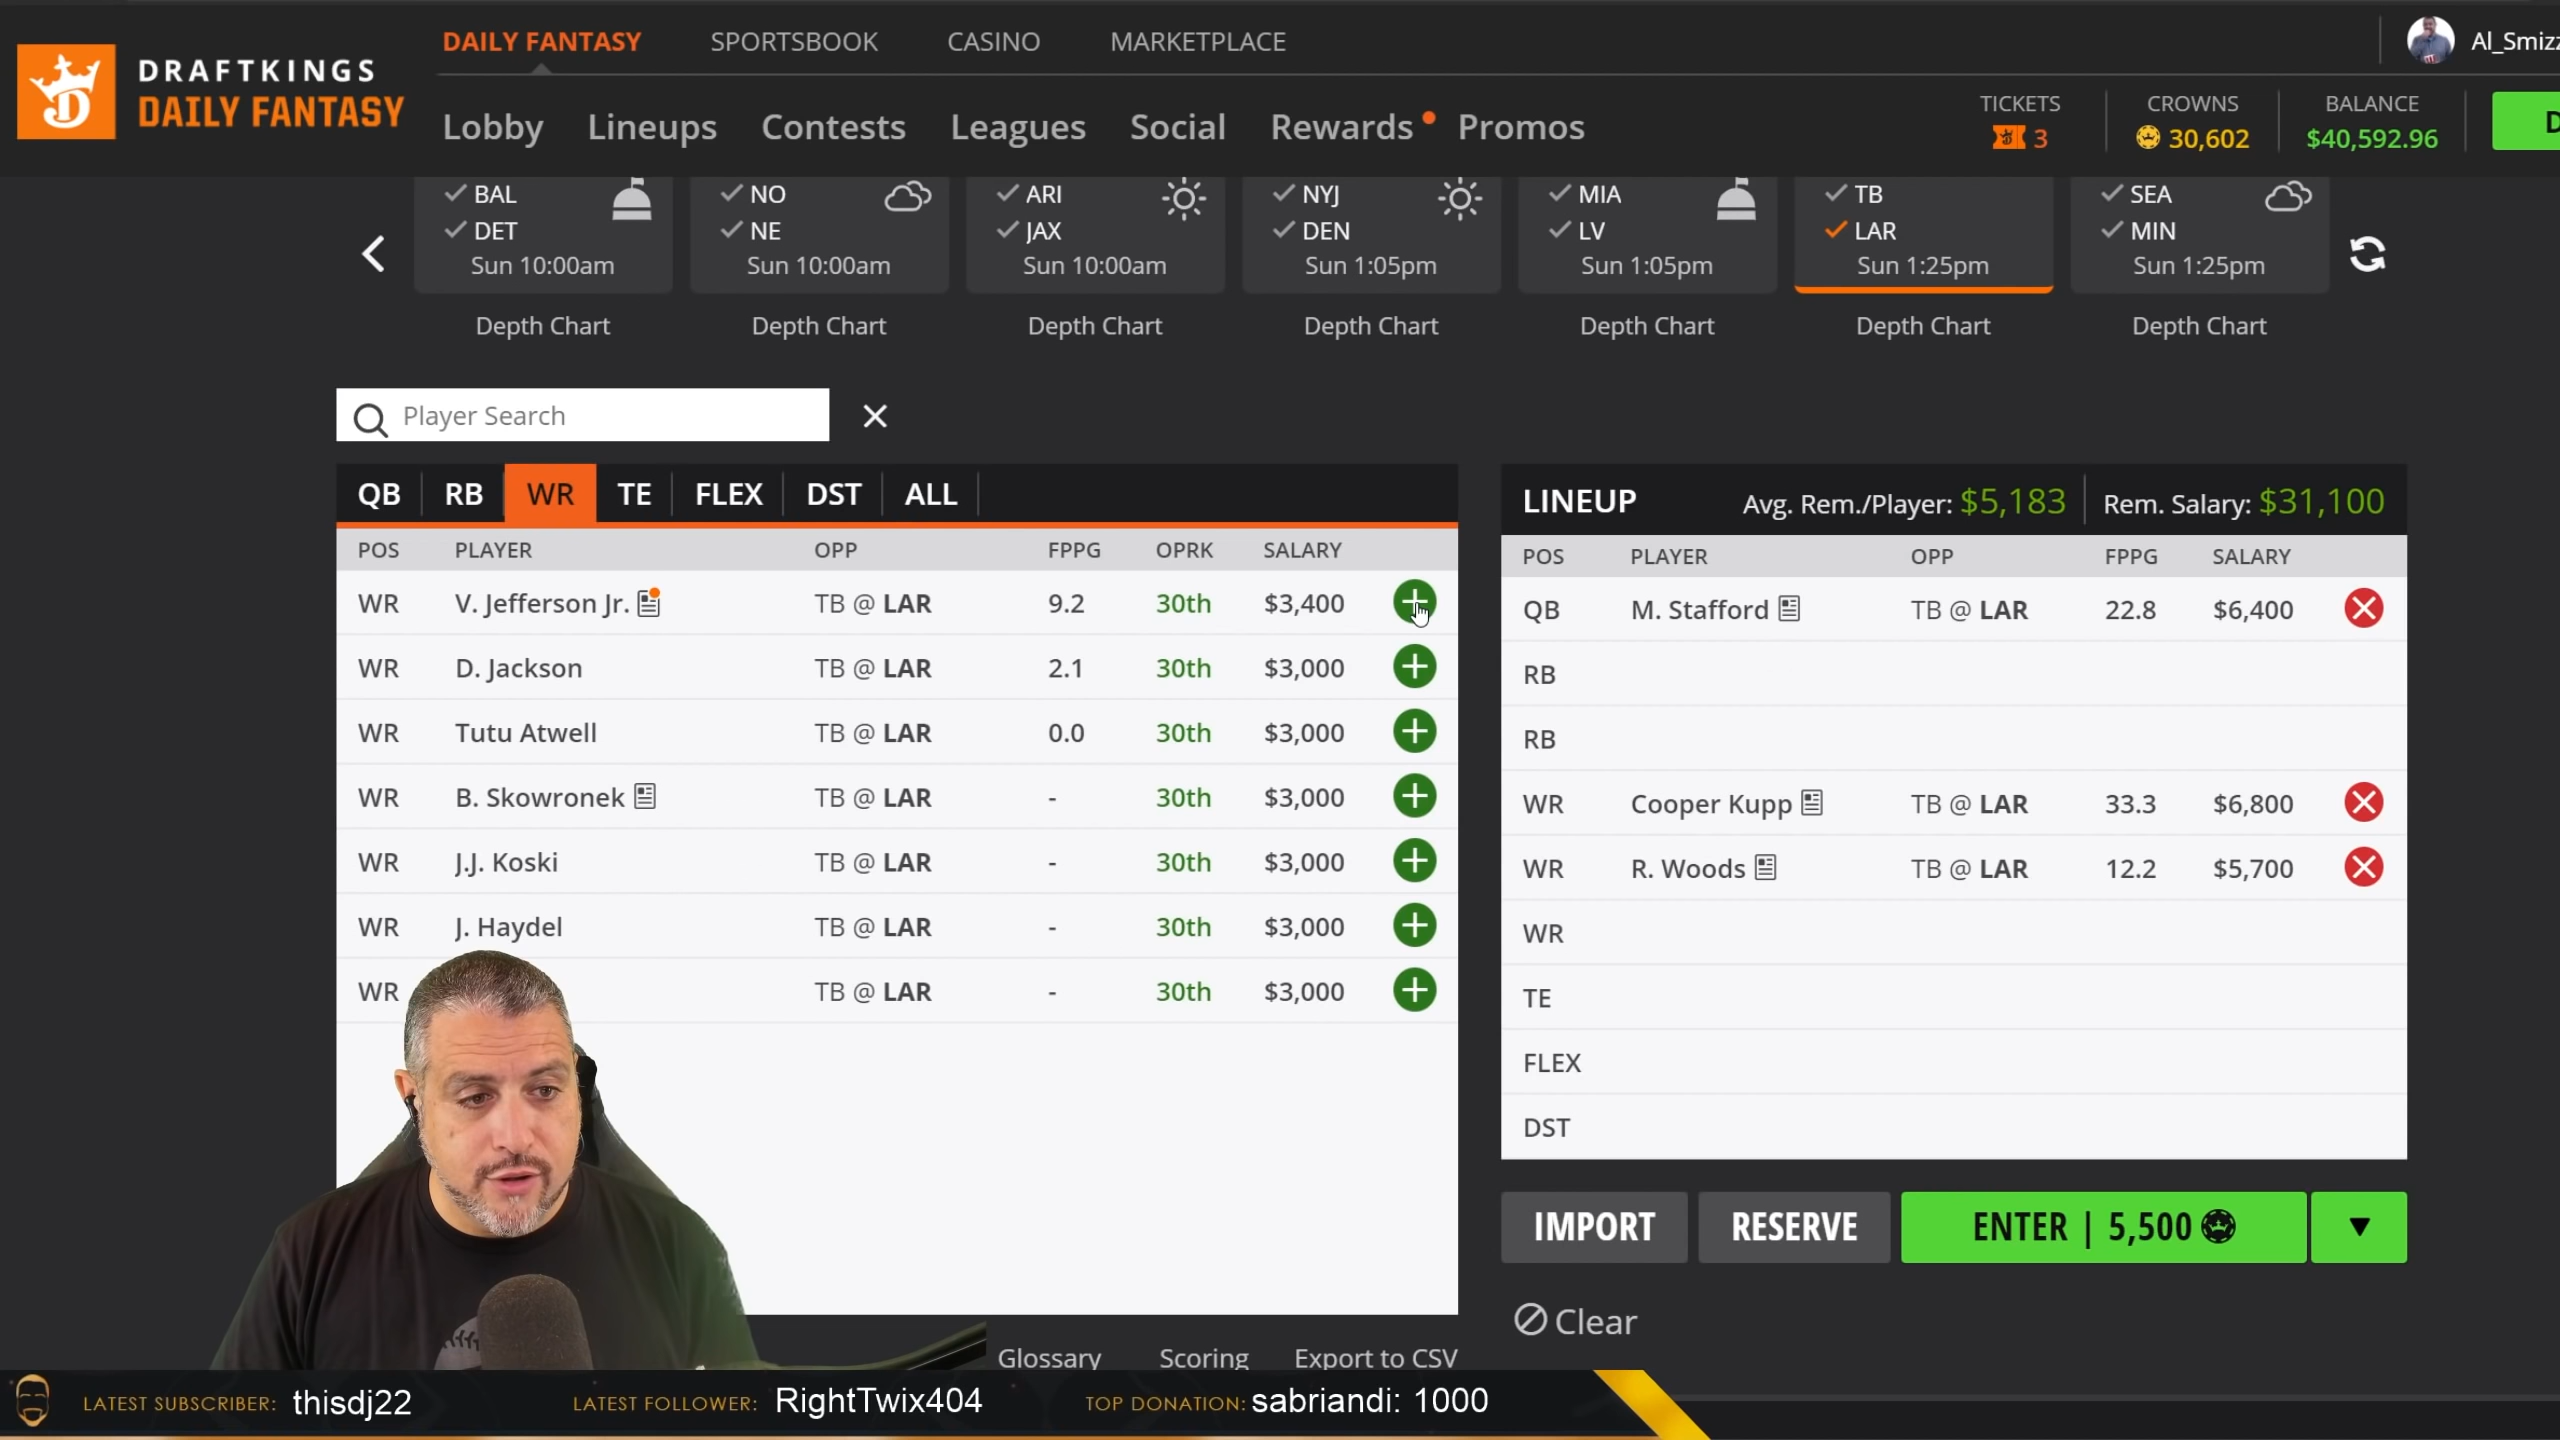 DAILY FANTASY SPORTSBOOK CASINO MARKETPLACE
DRAFTKINGS
DAILY FANTASY
Lobby Lineups Contests Leagues Social Rewards Promos
TICKETS CROWNS BALANCE
3 30,602 $40,592.96
BAL NO ARI NYJ MIA TB SEA
DET NE JAX DEN LV LAR MIN
Sun 10:00am Sun 10:00am Sun 10:00am Sun 1:05pm Sun 1:05pm Sun 1:25pm Sun 1:25pm
Depth Chart Depth Chart Depth Chart Depth Chart Depth Chart Depth Chart Depth Chart
Player Search
QB RB WR TE FLEX DST ALL
POS PLAYER OPP FPPG OPRK SALARY
WR V. Jefferson Jr. TB @ LAR 9.2 30th $3,400
WR D. Jackson TB @ LAR 2.1 30th $3,000
WR Tutu Atwell TB @ LAR 0.0 30th $3,000
WR B. Skowronek TB @ LAR - 30th $3,000
WR J.J. Koski TB @ LAR - 30th $3,000
WR J. Haydel TB @ LAR - 30th $3,000
WR TB @ LAR - 30th $3,000
LINEUP Avg. Rem./Player: $5,183 Rem. Salary: $31,100
POS PLAYER OPP FPPG SALARY
QB M. Stafford TB @ LAR 22.8 $6,400
RB
RB
WR Cooper Kupp TB @ LAR 33.3 $6,800
WR R. Woods TB @ LAR 12.2 $5,700
WR
TE
FLEX
DST
IMPORT RESERVE ENTER | 5,500
Clear
Glossary Scoring Export to CSV
LATEST SUBSCRIBER: thisdj22 LATEST FOLLOWER: RightTwix404 TOP DONATION: sabriandi: 1000